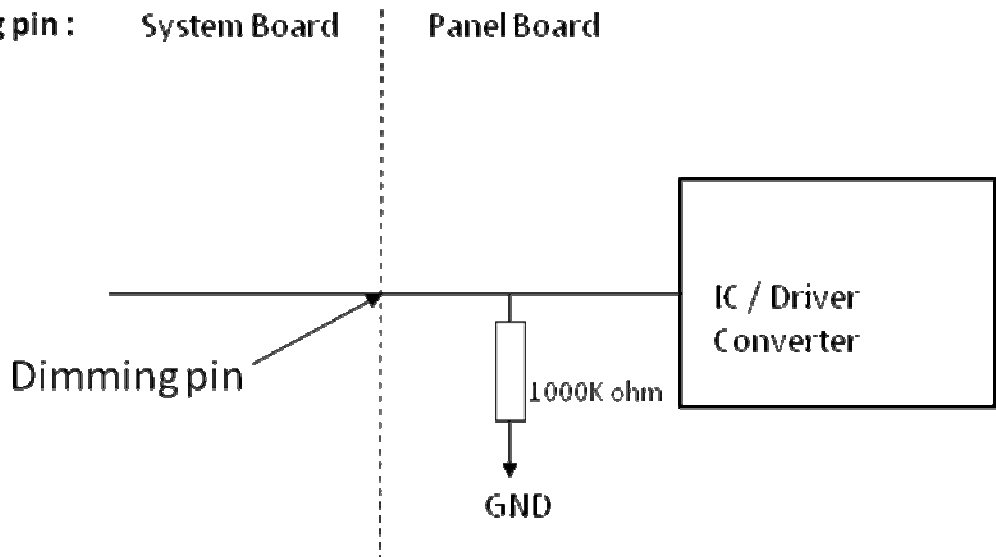 g pin : System Board Panel Board
IC / Driver
Converter
Dimming pin
1000K ohm
GND